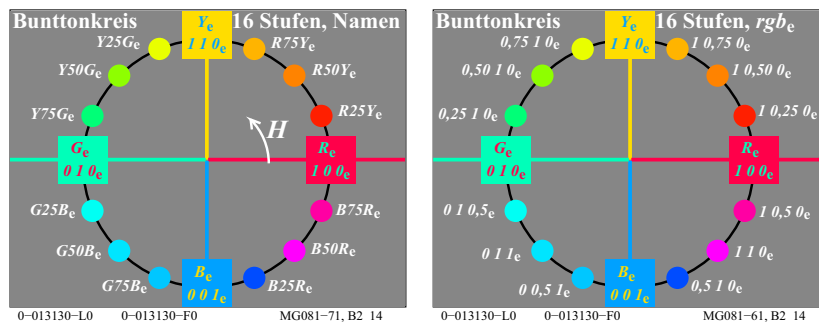 Bunttonkreis 16 Stufen, Namen
Yₑ
1 1 0ₑ
Y25Gₑ R75Yₑ
Y50Gₑ R50Yₑ
Y75Gₑ R25Yₑ
H
Gₑ Rₑ
0 1 0ₑ 1 0 0ₑ
G25Bₑ B75Rₑ
G50Bₑ B50Rₑ
G75Bₑ B25Rₑ
Bₑ
0 0 1ₑ
0−013130−L0 0−013130−F0 MG081−71, B2 14
Bunttonkreis 16 Stufen, rgbₑ
Yₑ
1 1 0ₑ
0,75 1 0ₑ 1 0,75 0ₑ
0,50 1 0ₑ 1 0,50 0ₑ
0,25 1 0ₑ 1 0,25 0ₑ
Gₑ Rₑ
0 1 0ₑ 1 0 0ₑ
0 1 0,5ₑ 1 0,5 0ₑ
0 1 1ₑ 1 1 0ₑ
0 0,5 1ₑ 0,5 1 0ₑ
Bₑ
0 0 1ₑ
0−013130−L0 0−013130−F0 MG081−61, B2 14